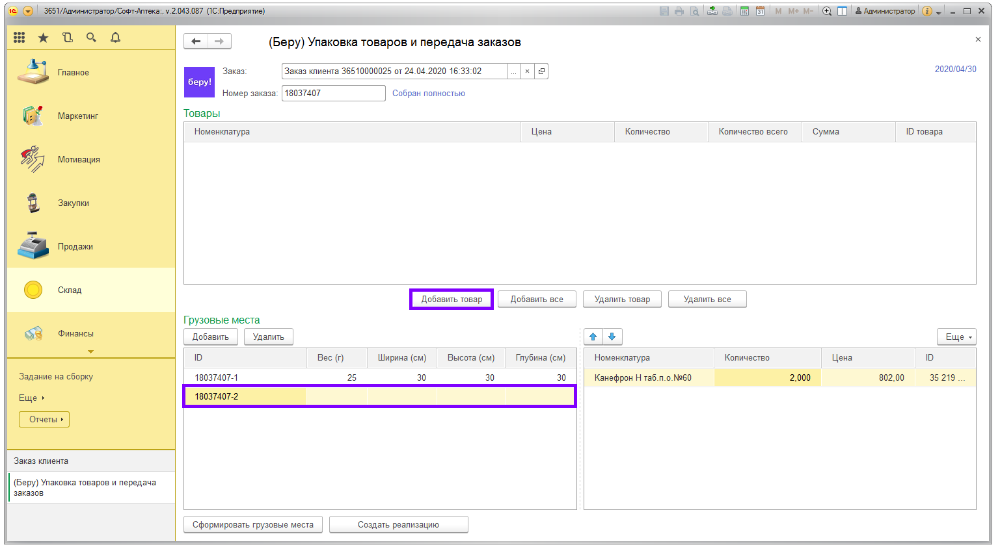 3651/Администратор/Софт-Аптека:, v.2.043.087 (1С:Предприятие)
M M+ M-
Администратор
Главное
Маркетинг
Мотивация
Закупки
Продажи
Склад
Финансы
Задание на сборку
Еще
Отчеты
Заказ клиента
(Беру) Упаковка товаров и передача
заказов
(Беру) Упаковка товаров и передача заказов
беру!
Заказ: Заказ клиента 36510000025 от 24.04.2020 16:33:02 ... ×
2020/04/30
Номер заказа: 18037407 Собран полностью
Товары
Номенклатура Цена Количество Количество всего Сумма ID товара
Добавить товар Добавить все Удалить товар Удалить все
Грузовые места
Добавить Удалить
Еще
ID Вес (г) Ширина (см) Высота (см) Глубина (см)
18037407-1 25 30 30 30
18037407-2
Номенклатура Количество Цена ID
Канефрон Н таб.п.о.№60 2,000 802,00 35 219 ...
Сформировать грузовые места Создать реализацию